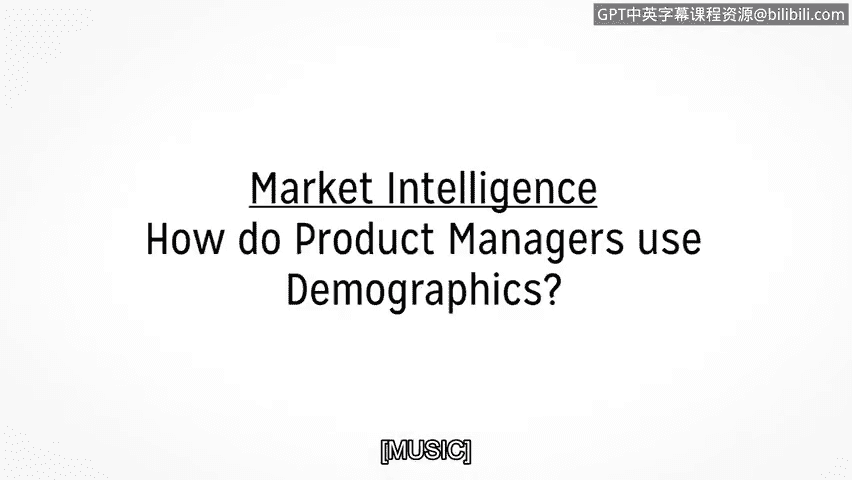 GPT中英字幕课程资源@bilibili.com
Market Intelligence
How do Product Managers use
Demographics?
[MUSIC]